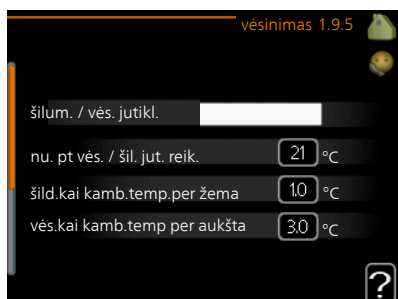 vėsinimas 1.9.5
šilum. / vės. jutikl.
nu. pt vės. / šil. jut. reik. 21 °C
šild.kai kamb.temp.per žema 1.0 °C
vės.kai kamb.temp per aukšta 3.0 °C
?